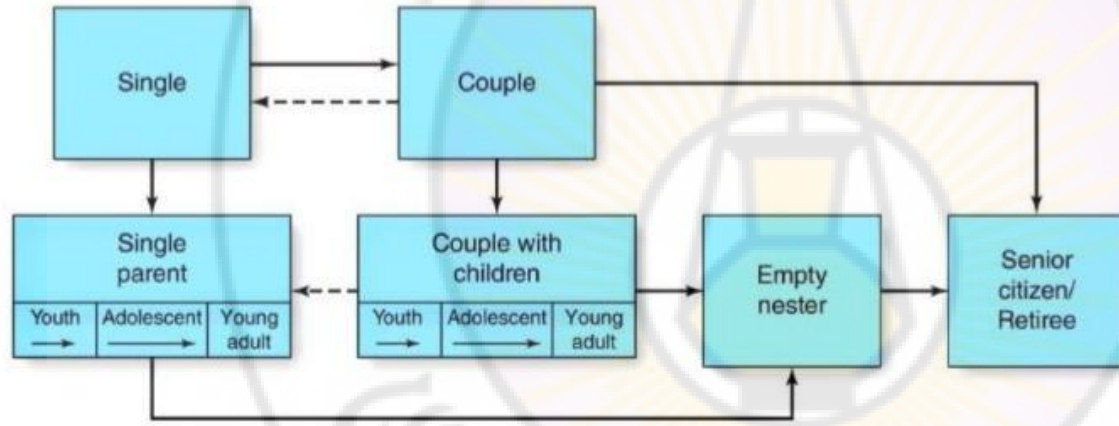 Single
Couple
Single
parent
Youth
Adolescent
Young
adult
Couple with
children
Youth
Adolescent
Young
adult
Empty
nester
Senior
citizen/
Retiree